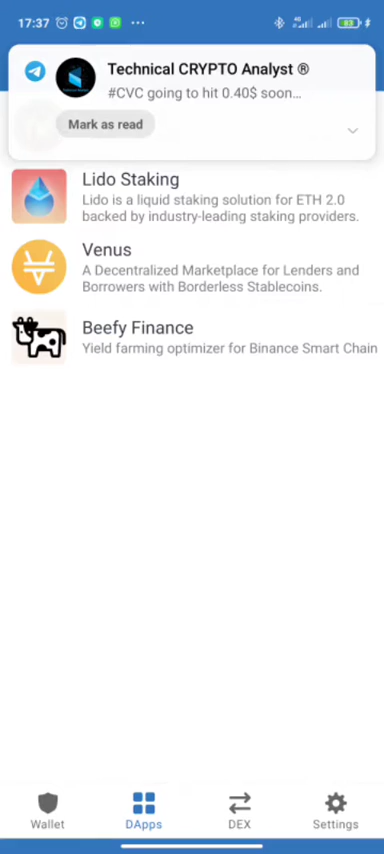 17:37
4G
83
Technical CRYPTO Analyst ®
#CVC going to hit 0.40$ soon...
Mark as read
Lido Staking
Lido is a liquid staking solution for ETH 2.0
backed by industry-leading staking providers.
Venus
A Decentralized Marketplace for Lenders and
Borrowers with Borderless Stablecoins.
Beefy Finance
Yield farming optimizer for Binance Smart Chain
Wallet
DApps
DEX
Settings